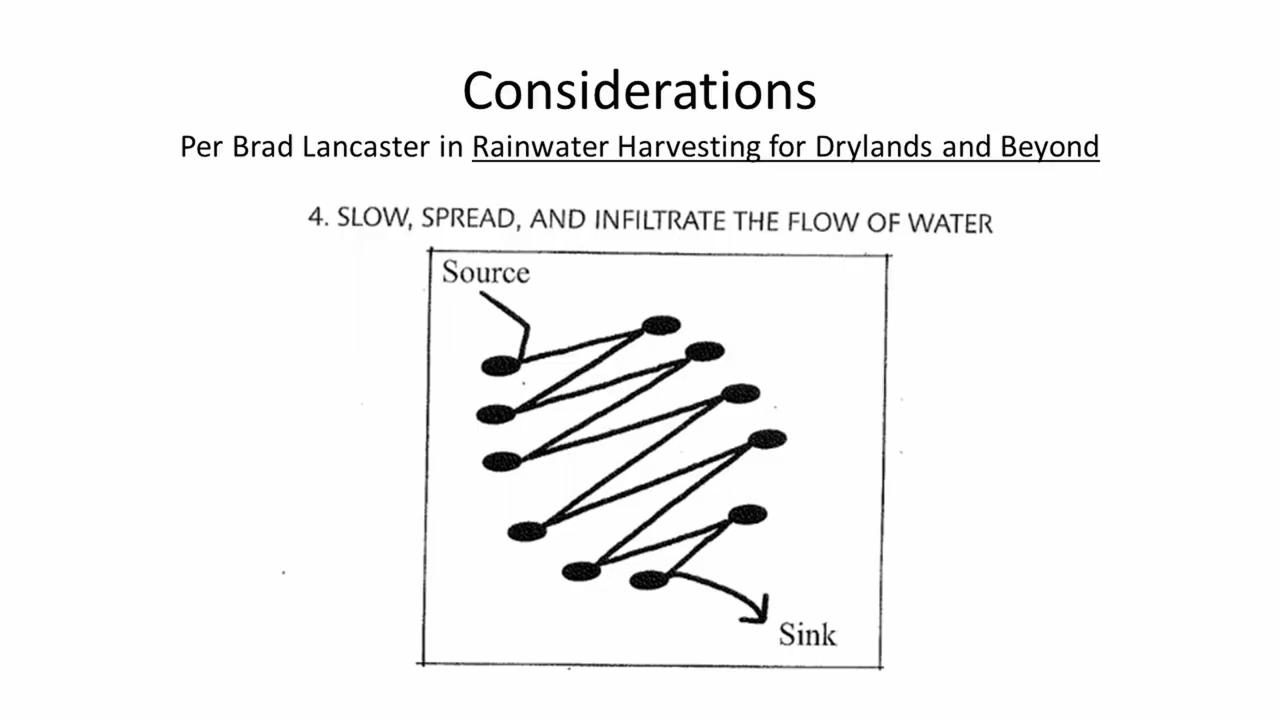 Considerations
Per Brad Lancaster in Rainwater Harvesting for Drylands and Beyond
4. SLOW, SPREAD, AND INFILTRATE THE FLOW OF WATER
Source
Sink